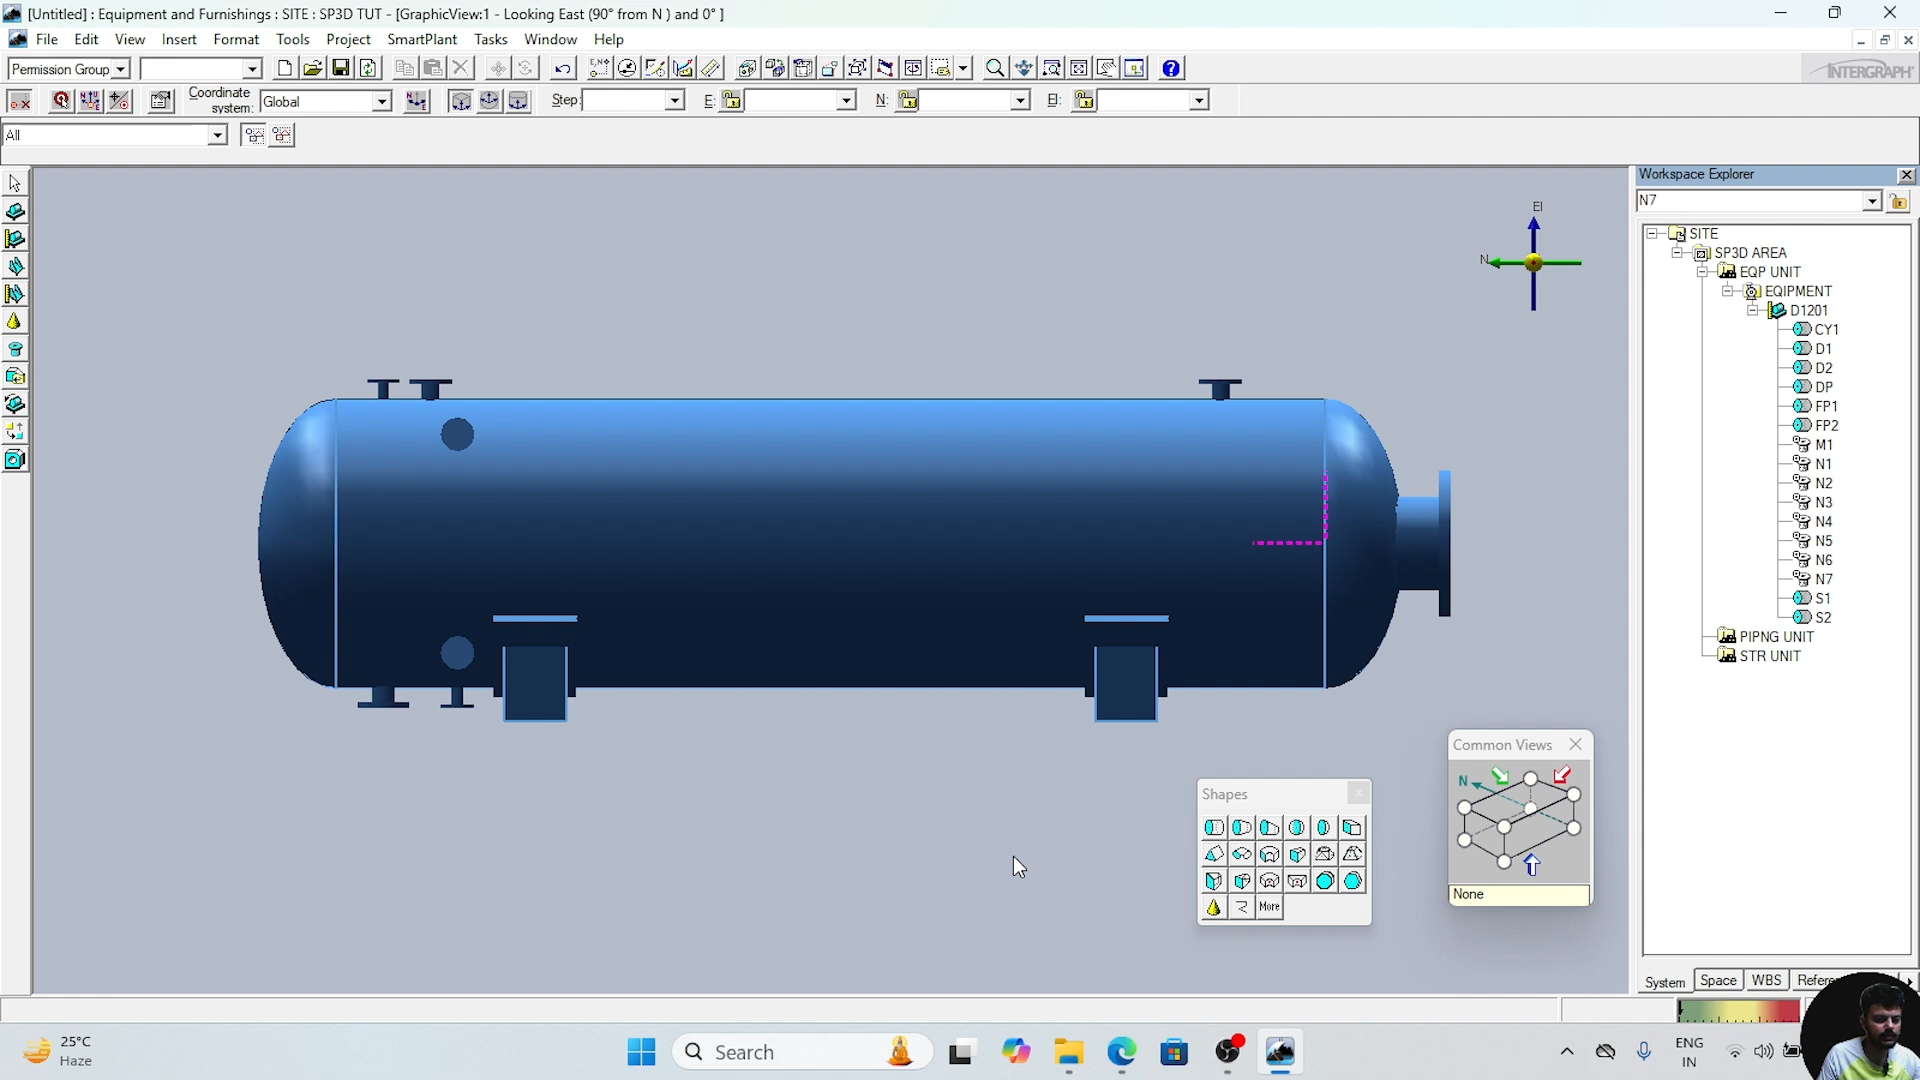 [Untitled] : Equipment and Furnishings : SITE : SP3D TUT - [GraphicView:1 - Looking East (90° from N ) and 0° ]
File Edit View Insert Format Tools Project SmartPlant Tasks Window Help
Permission Group
INTERGRAPH
Coordinate system: Global Step: E: N: El:
All
Workspace Explorer
N7
El
N
SITE
SP3D AREA
EQP UNIT
EQIPMENT
D1201
CY1
D1
D2
DP
FP1
FP2
M1
N1
N2
N3
N4
N5
N6
N7
S1
S2
PIPNG UNIT
STR UNIT
Common Views
N
None
Shapes
More
System Space WBS
25°C
Haze
Search
ENG
IN